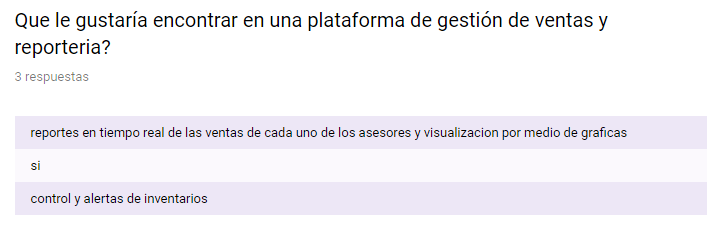 Que le gustaría encontrar en una plataforma de gestión de ventas y
reporteria?
3 respuestas
reportes en tiempo real de las ventas de cada uno de los asesores y visualizacion por medio de graficas
si
control y alertas de inventarios